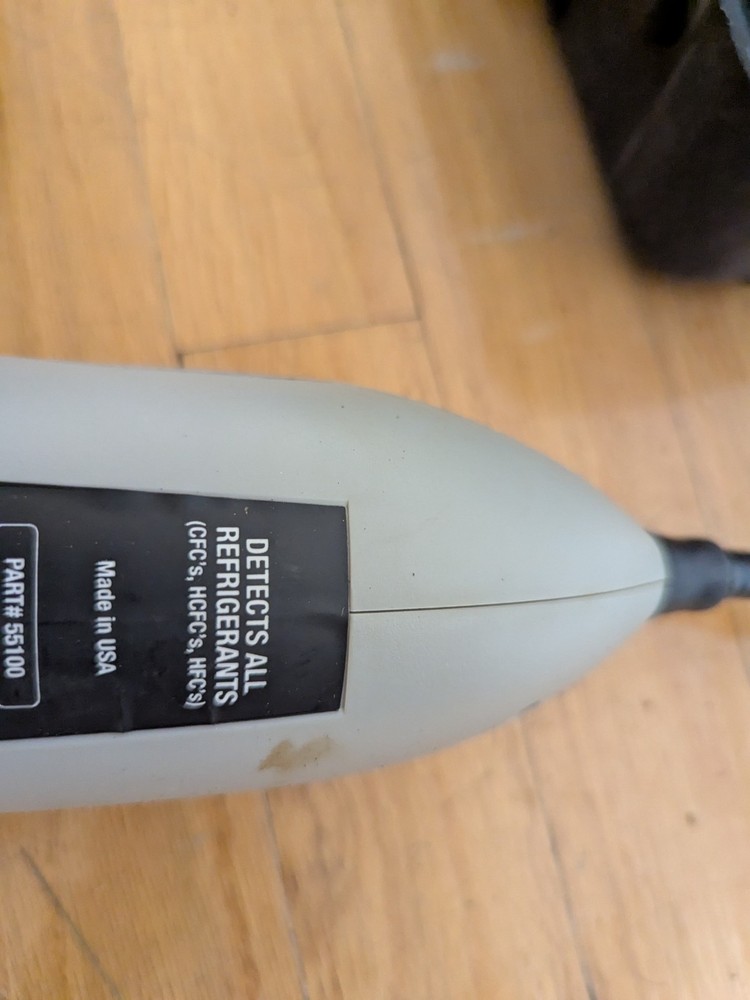 DETECTS ALL
REFRIGERANTS
(CFC's, HCFC's, HFC's)
Made in USA
PART# 55100